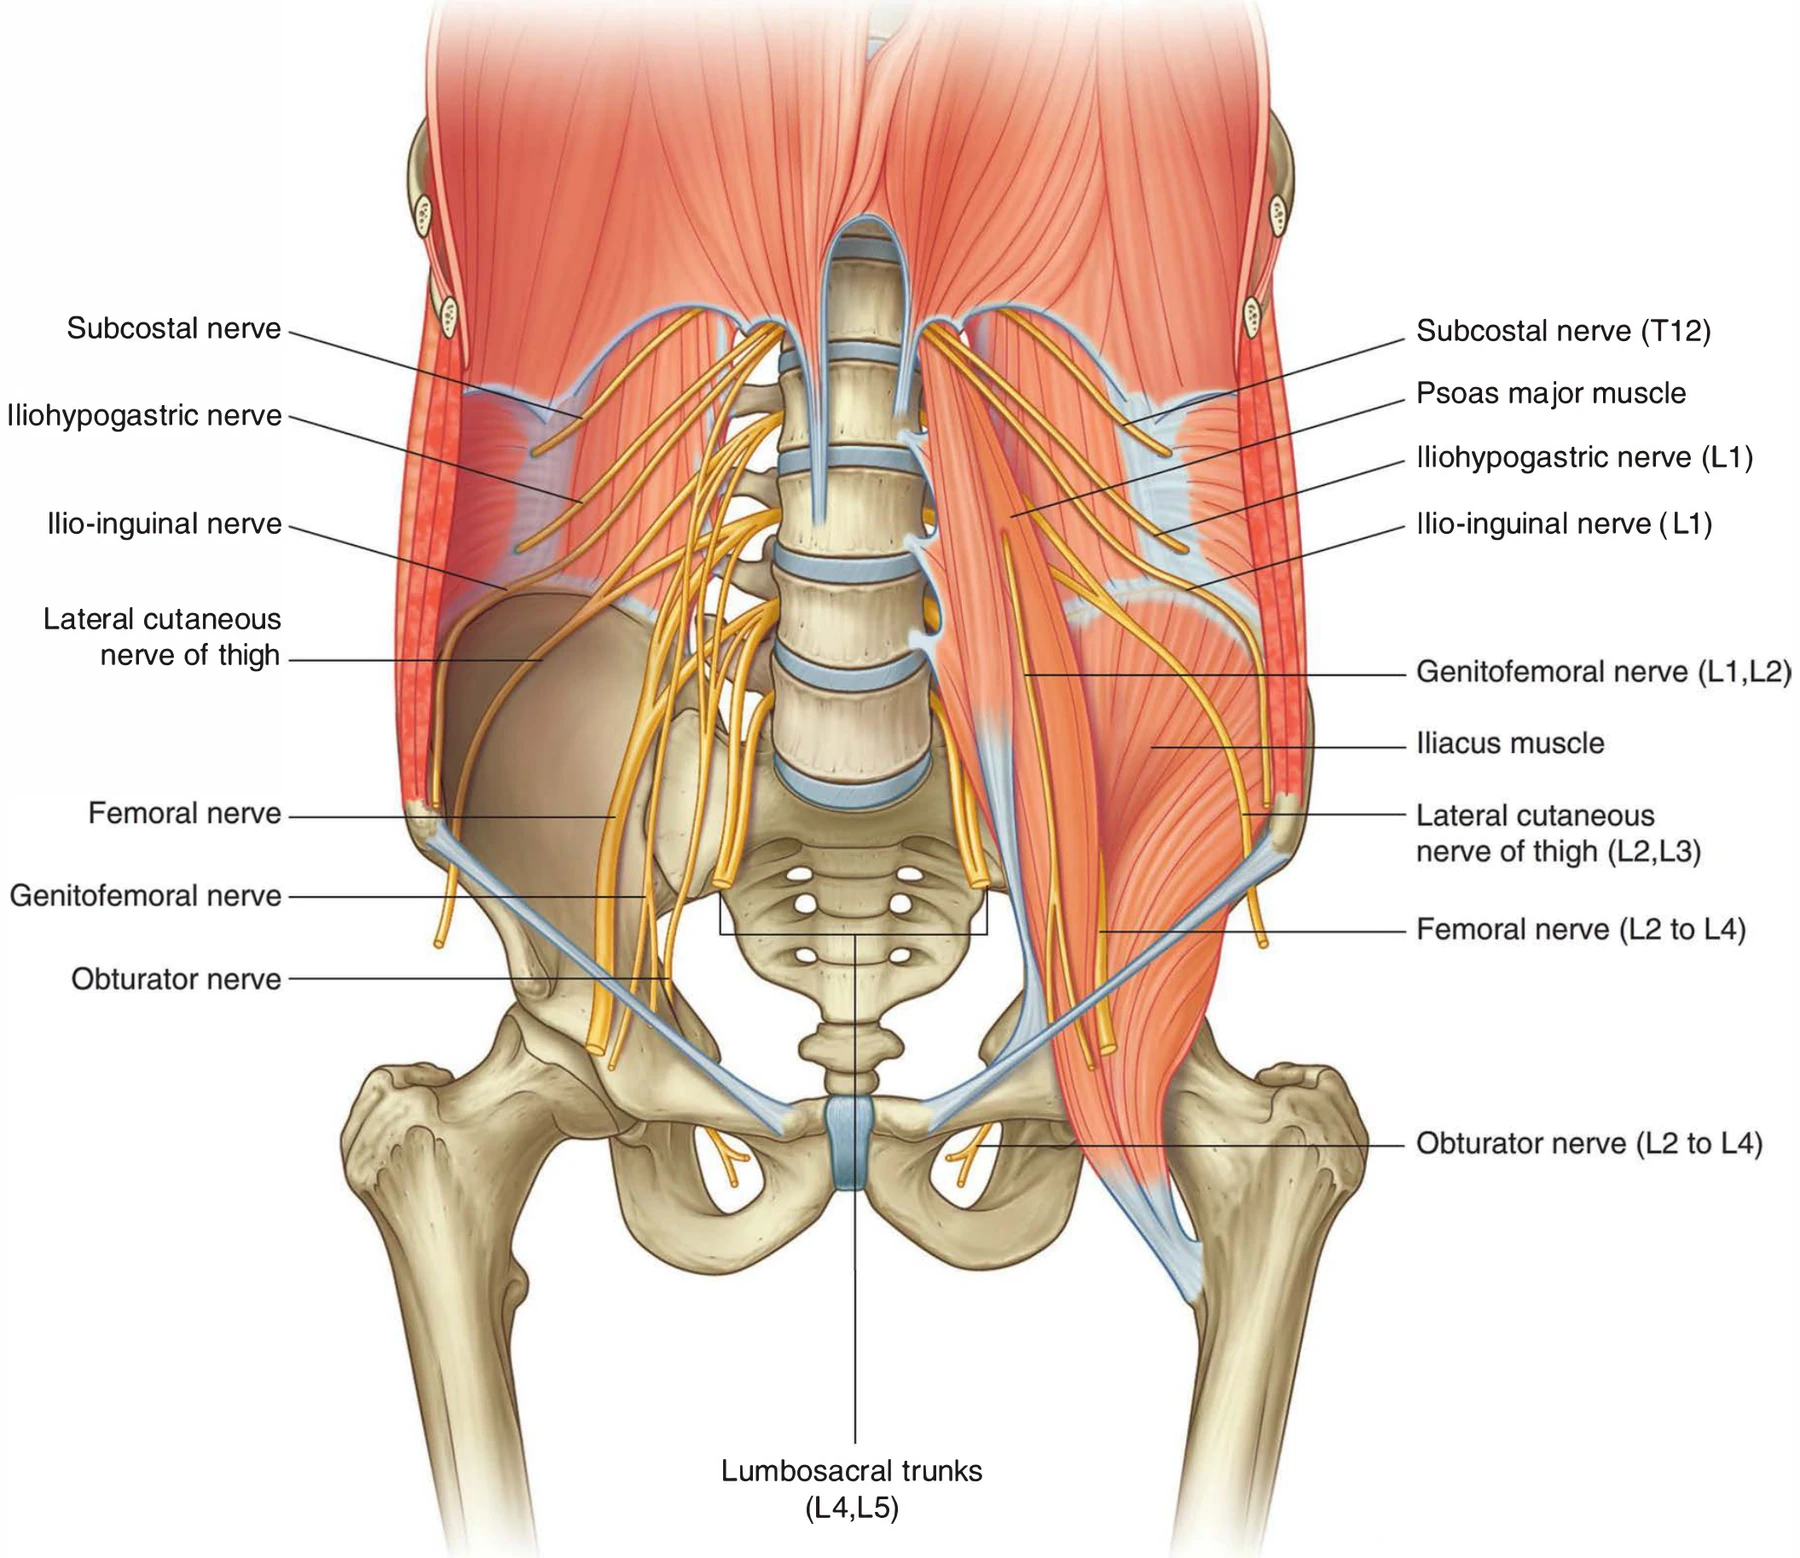 Subcostal nerve
Iliohypogastric nerve
Ilio-inguinal nerve
Lateral cutaneous
nerve of thigh
Femoral nerve
Genitofemoral nerve
Obturator nerve
Subcostal nerve (T12)
Psoas major muscle
Iliohypogastric nerve (L1)
Ilio-inguinal nerve (L1)
Genitofemoral nerve (L1,L2)
Iliacus muscle
Lateral cutaneous
nerve of thigh (L2,L3)
Femoral nerve (L2 to L4)
Obturator nerve (L2 to L4)
Lumbosacral trunks
(L4,L5)